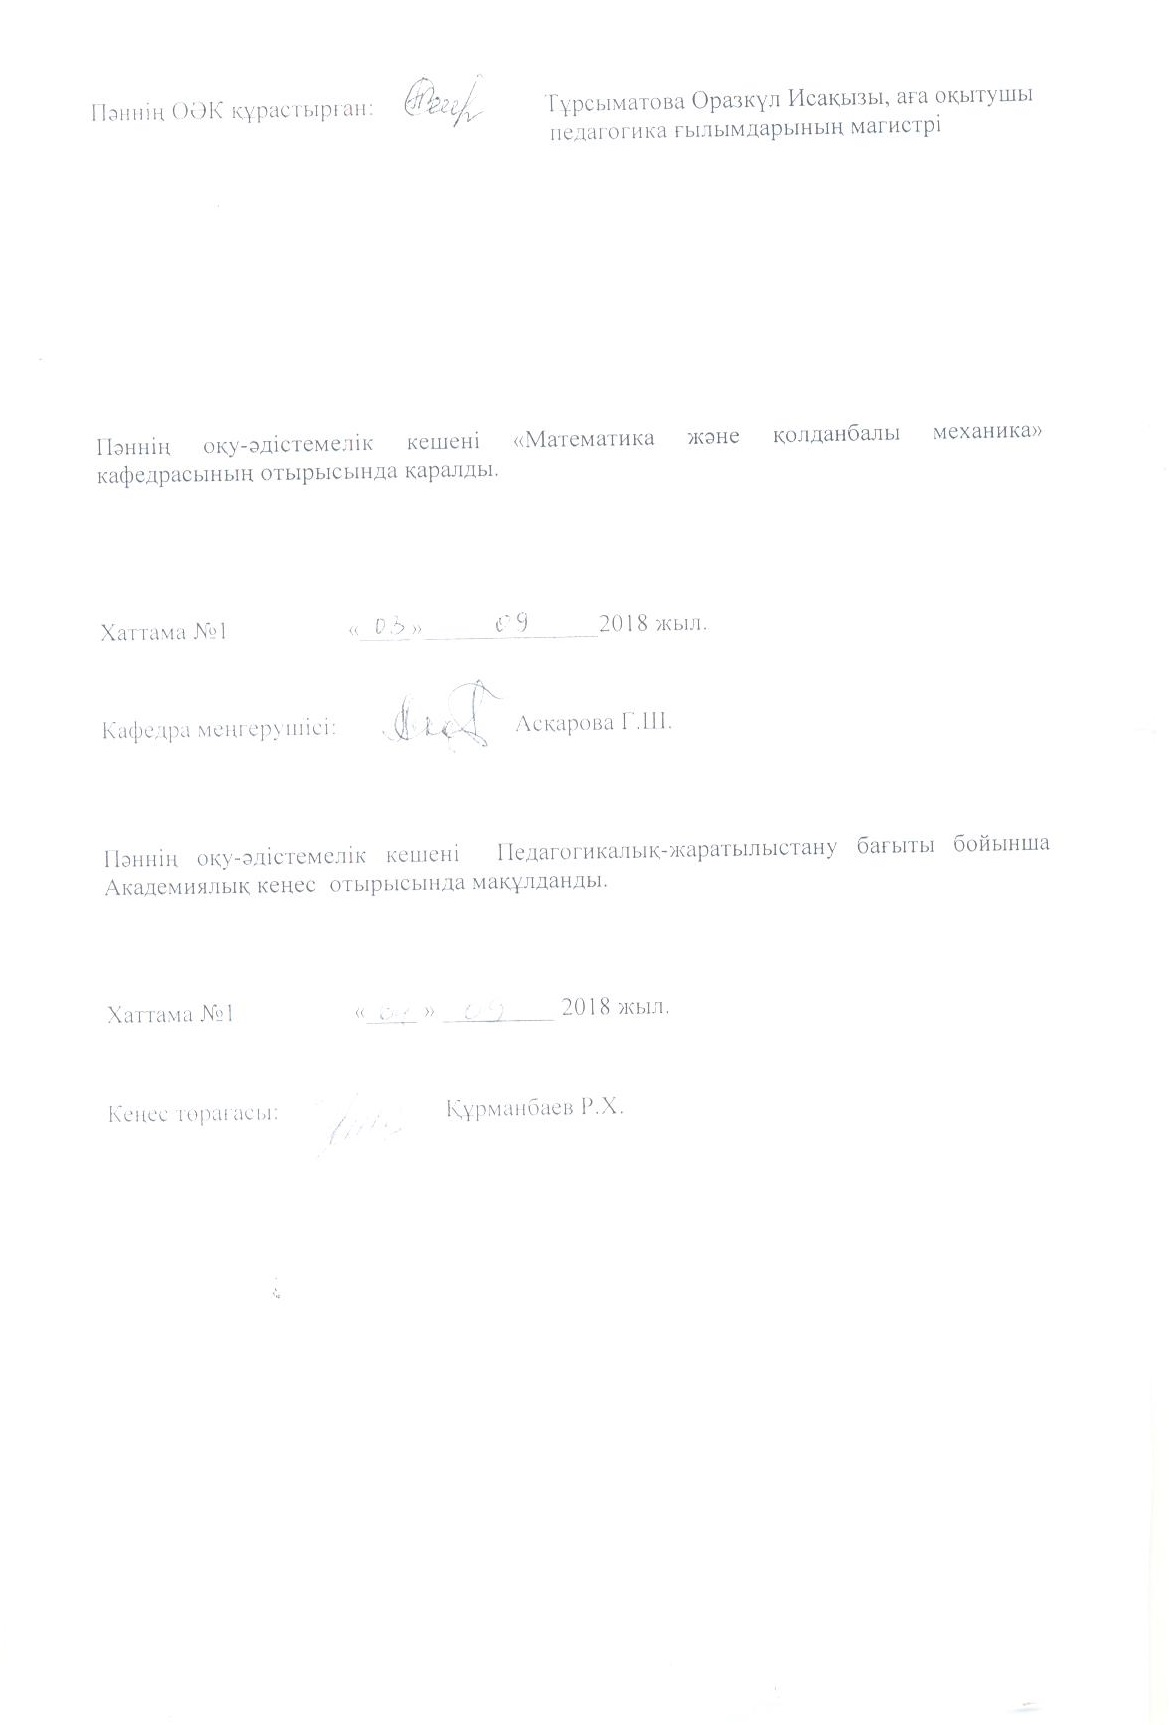 Пәннің ОӘК құрастырған: Тұрсыматова Оразкүл Исақызы, аға оқытушы
педагогика ғылымдарының магистрі
Пәннің оқу-әдістемелік кешені «Математика және қолданбалы механика»
кафедрасының отырысында қаралды.
Хаттама №1 «03» 09 2018 жыл.
Кафедра меңгерушісі: Асқарова Г.Ш.
Пәннің оқу-әдістемелік кешені Педагогикалық-жаратылыстану бағыты бойынша
Академиялық кеңес отырысында мақұлданды.
Хаттама №1 « » 09 2018 жыл.
Кеңес төрағасы: Құрманбаев Р.Х.